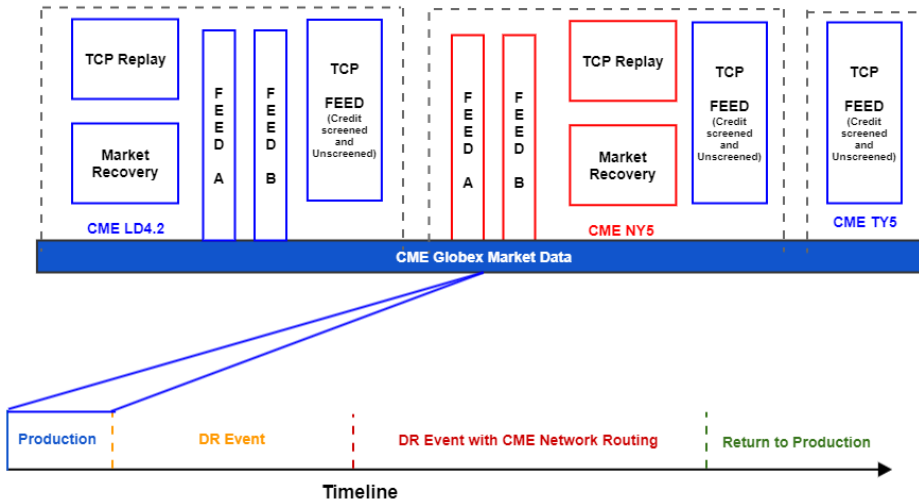 TCP Replay
Market
Recovery
CME LD4.2
F
E
E
D
A
F
E
E
D
B
TCP
FEED
(Credit
screened
and
Unscreened)
F
E
E
D
A
F
E
E
D
B
TCP Replay
Market
Recovery
CME NY5
TCP
FEED
(Credit
screened
and
Unscreened)
TCP
FEED
(Credit
screened
and
Unscreened)
CME TY5
CME Globex Market Data
Production
DR Event
DR Event with CME Network Routing
Return to Production
Timeline